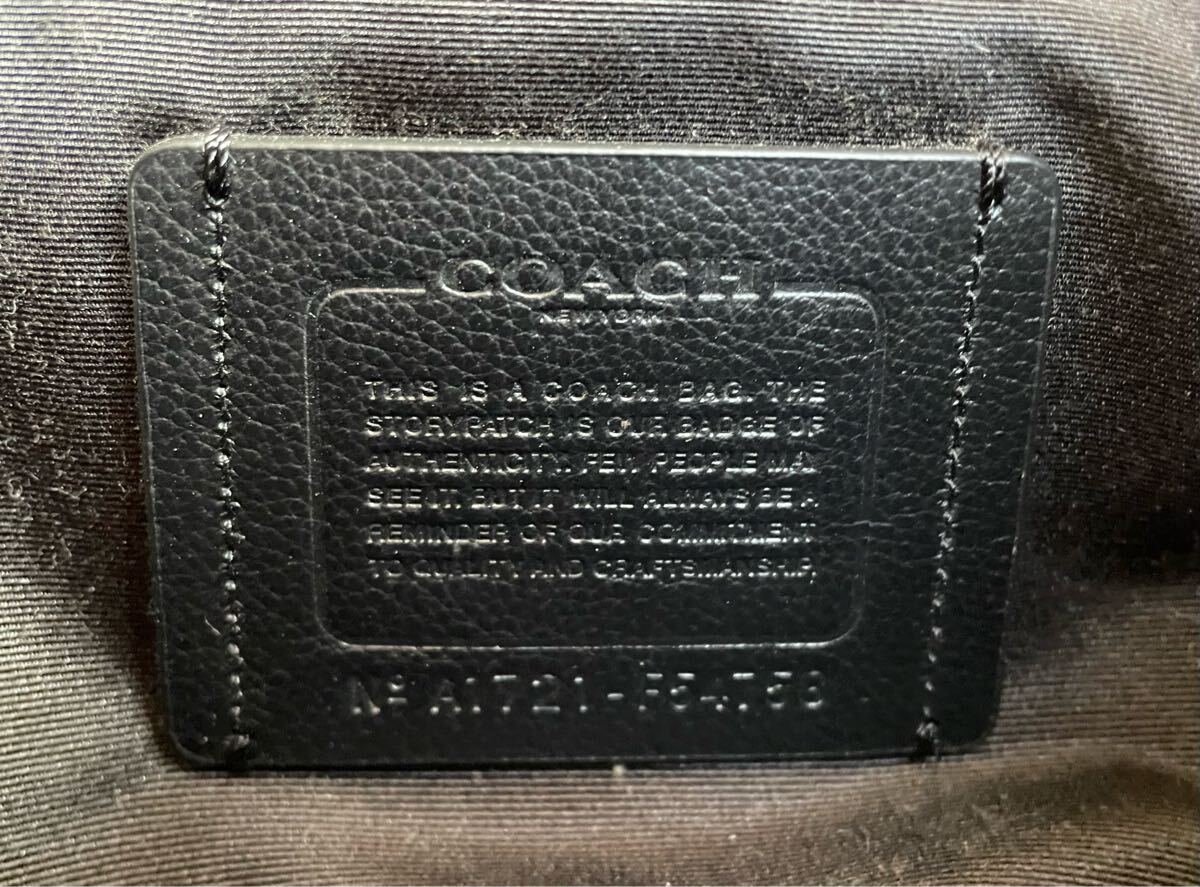 COACH
NEW YORK
THIS IS A COACH BAG. THE
STORYPATCH IS OUR BADGE OF
AUTHENTICITY. FEW PEOPLE MAY
SEE IT. BUT IT WILL ALWAYS BE A
REMINDER OF OUR COMMITMENT
TO QUALITY AND CRAFTSMANSHIP.
Nº A1721-F54758